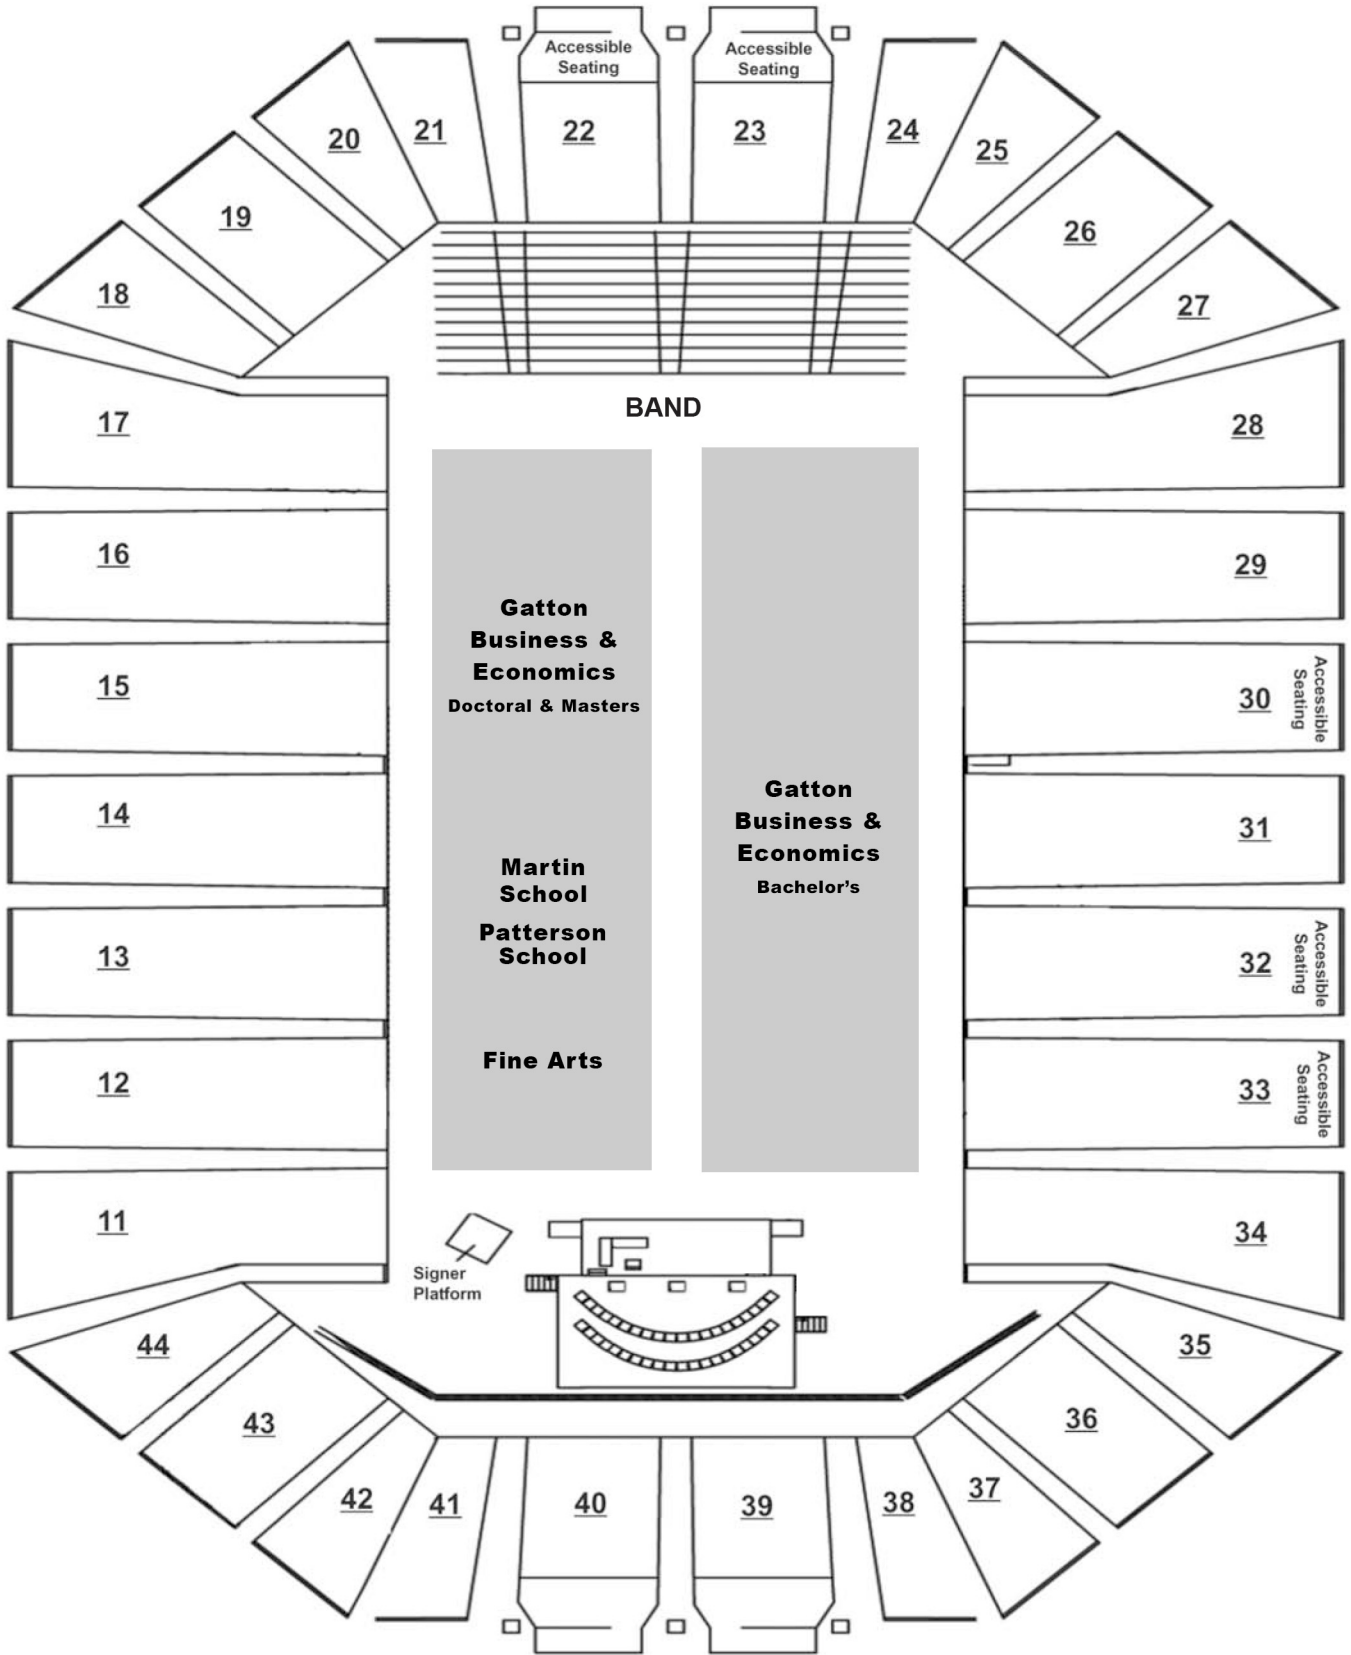 Accessible
Seating
Accessible
Seating
20
21
22
23
24
25
19
26
18
27
17
BAND
28
16
29
Gatton
Business &
Economics
Doctoral & Masters
15
30
Accessible
Seating
14
Gatton
Business &
Economics
Bachelor's
31
Martin
School
Patterson
School
13
32
Accessible
Seating
Fine Arts
12
33
Accessible
Seating
11
34
Signer
Platform
44
35
43
36
42
41
40
39
38
37